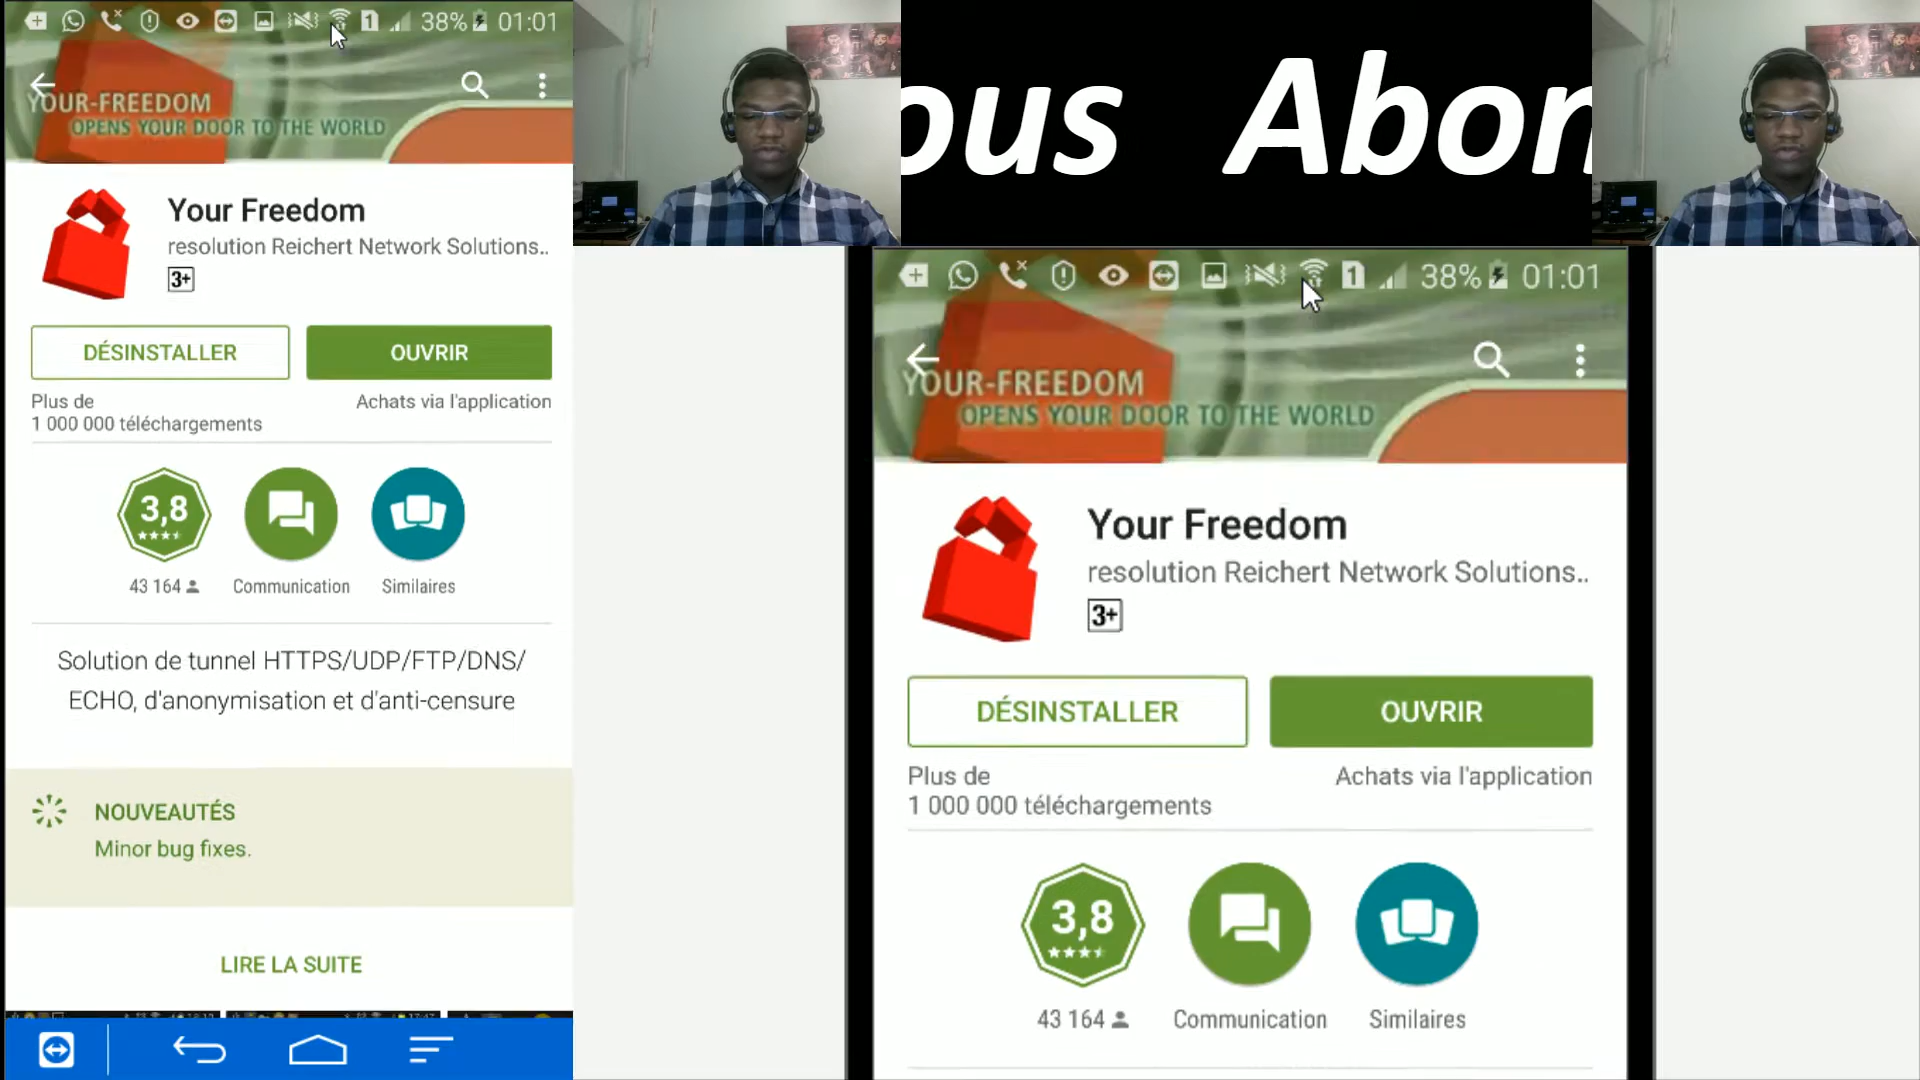 38% 01:01
YOUR-FREEDOM
OPENS YOUR DOOR TO THE WORLD
Your Freedom
resolution Reichert Network Solutions..
3+
DÉSINSTALLER OUVRIR
Plus de
1 000 000 téléchargements
Achats via l'application
3,8
43 164 Communication Similaires
Solution de tunnel HTTPS/UDP/FTP/DNS/
ECHO, d'anonymisation et d'anti-censure
NOUVEAUTÉS
Minor bug fixes.
LIRE LA SUITE
ous Abon
1 38% 01:01
YOUR-FREEDOM
OPENS YOUR DOOR TO THE WORLD
Your Freedom
resolution Reichert Network Solutions..
3+
DÉSINSTALLER OUVRIR
Plus de
1 000 000 téléchargements
Achats via l'application
3,8
43 164 Communication Similaires